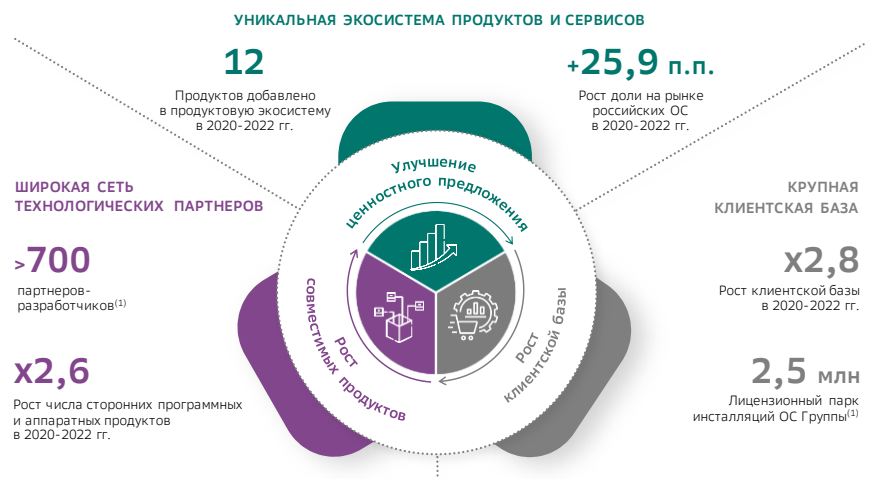 УНИКАЛЬНАЯ ЭКОСИСТЕМА ПРОДУКТОВ И СЕРВИСОВ
12
Продуктов добавлено
в продуктовую экосистему
в 2020-2022 гг.
+25,9 п.п.
Рост доли на рынке
российских ОС
в 2020-2022 гг.
ШИРОКАЯ СЕТЬ
ТЕХНОЛОГИЧЕСКИХ ПАРТНЕРОВ
>700
партнеров-
разработчиков(1)
x2,6
Рост числа сторонних программных
и аппаратных продуктов
в 2020-2022 гг.
Улучшение
ценностного предложения
Рост
совместимых продуктов
Рост
клиентской базы
КРУПНАЯ
КЛИЕНТСКАЯ БАЗА
x2,8
Рост клиентской базы
в 2020-2022 гг.
2,5 млн
Лицензионный парк
инсталляций ОС Группы(1)